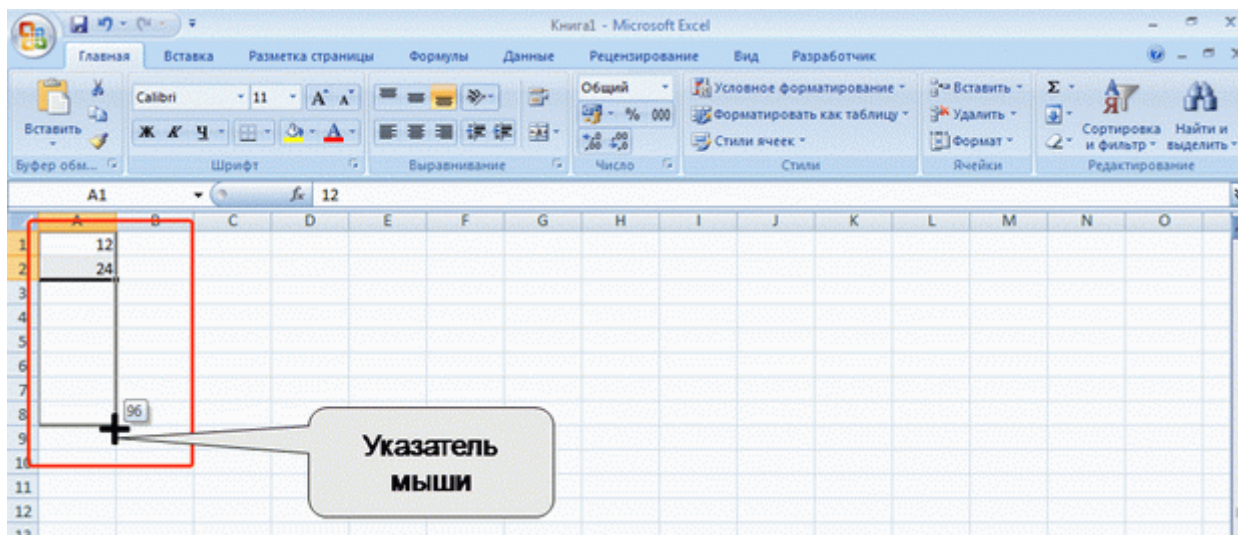 Книга1 - Microsoft Excel
Главная Вставка Разметка страницы Формулы Данные Рецензирование Вид Разработчик
Вставить
Calibri 11
Ж К Ч
Общий
% 000
Условное форматирование
Форматировать как таблицу
Стили ячеек
Вставить
Удалить
Формат
Σ
Сортировка и фильтр
Найти и выделить
Буфер обм... Шрифт Выравнивание Число Стили Ячейки Редактирование
A1 fx 12
A B C D E F G H I J K L M N O
1 12
2 24
3
4
5
6
7
8 96
9
10
11
12
Указатель
мыши